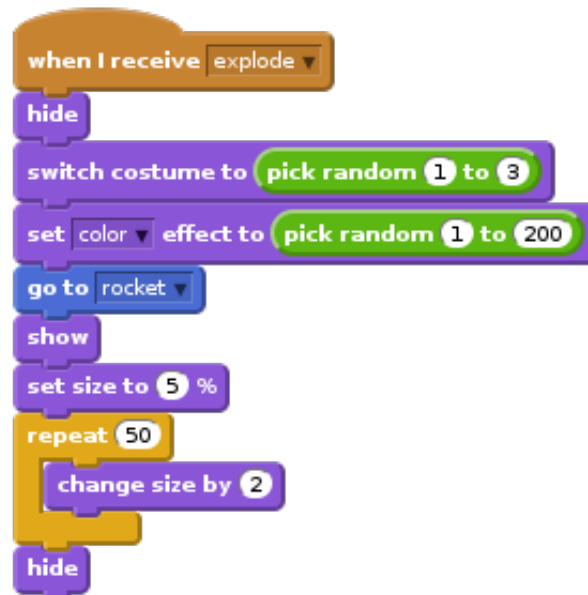 when I receive explode
hide
switch costume to pick random 1 to 3
set color effect to pick random 1 to 200
go to rocket
show
set size to 5 %
repeat 50
change size by 2
hide